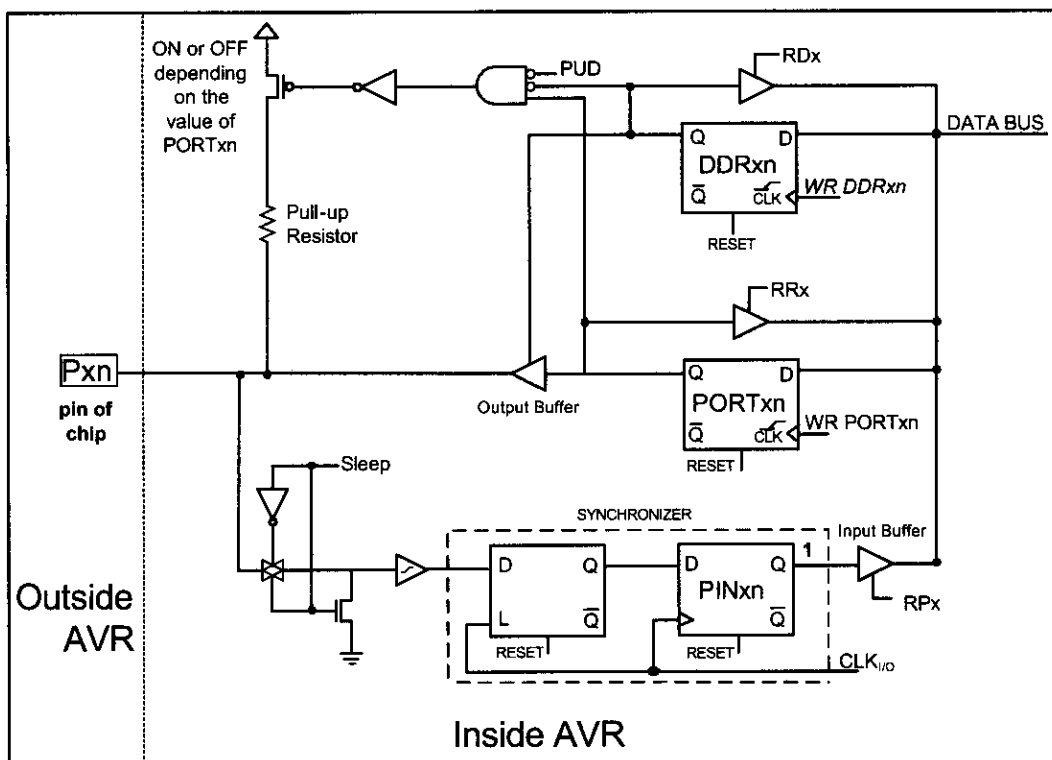 ON or OFF
depending
on the
value of
PORTxn
PUD
RDx
DATA BUS
Q
D
DDRxn
Q̅
CLK
WR DDRxn
RESET
Pull-up
Resistor
RRx
Pxn
pin of
chip
Output Buffer
Q
D
PORTxn
Q̅
CLK
WR PORTxn
RESET
Sleep
SYNCHRONIZER
Input Buffer
D
Q
L
Q̅
RESET
D
Q
PINxn
Q̅
RESET
1
RPx
CLK I/O
Outside
AVR
Inside AVR